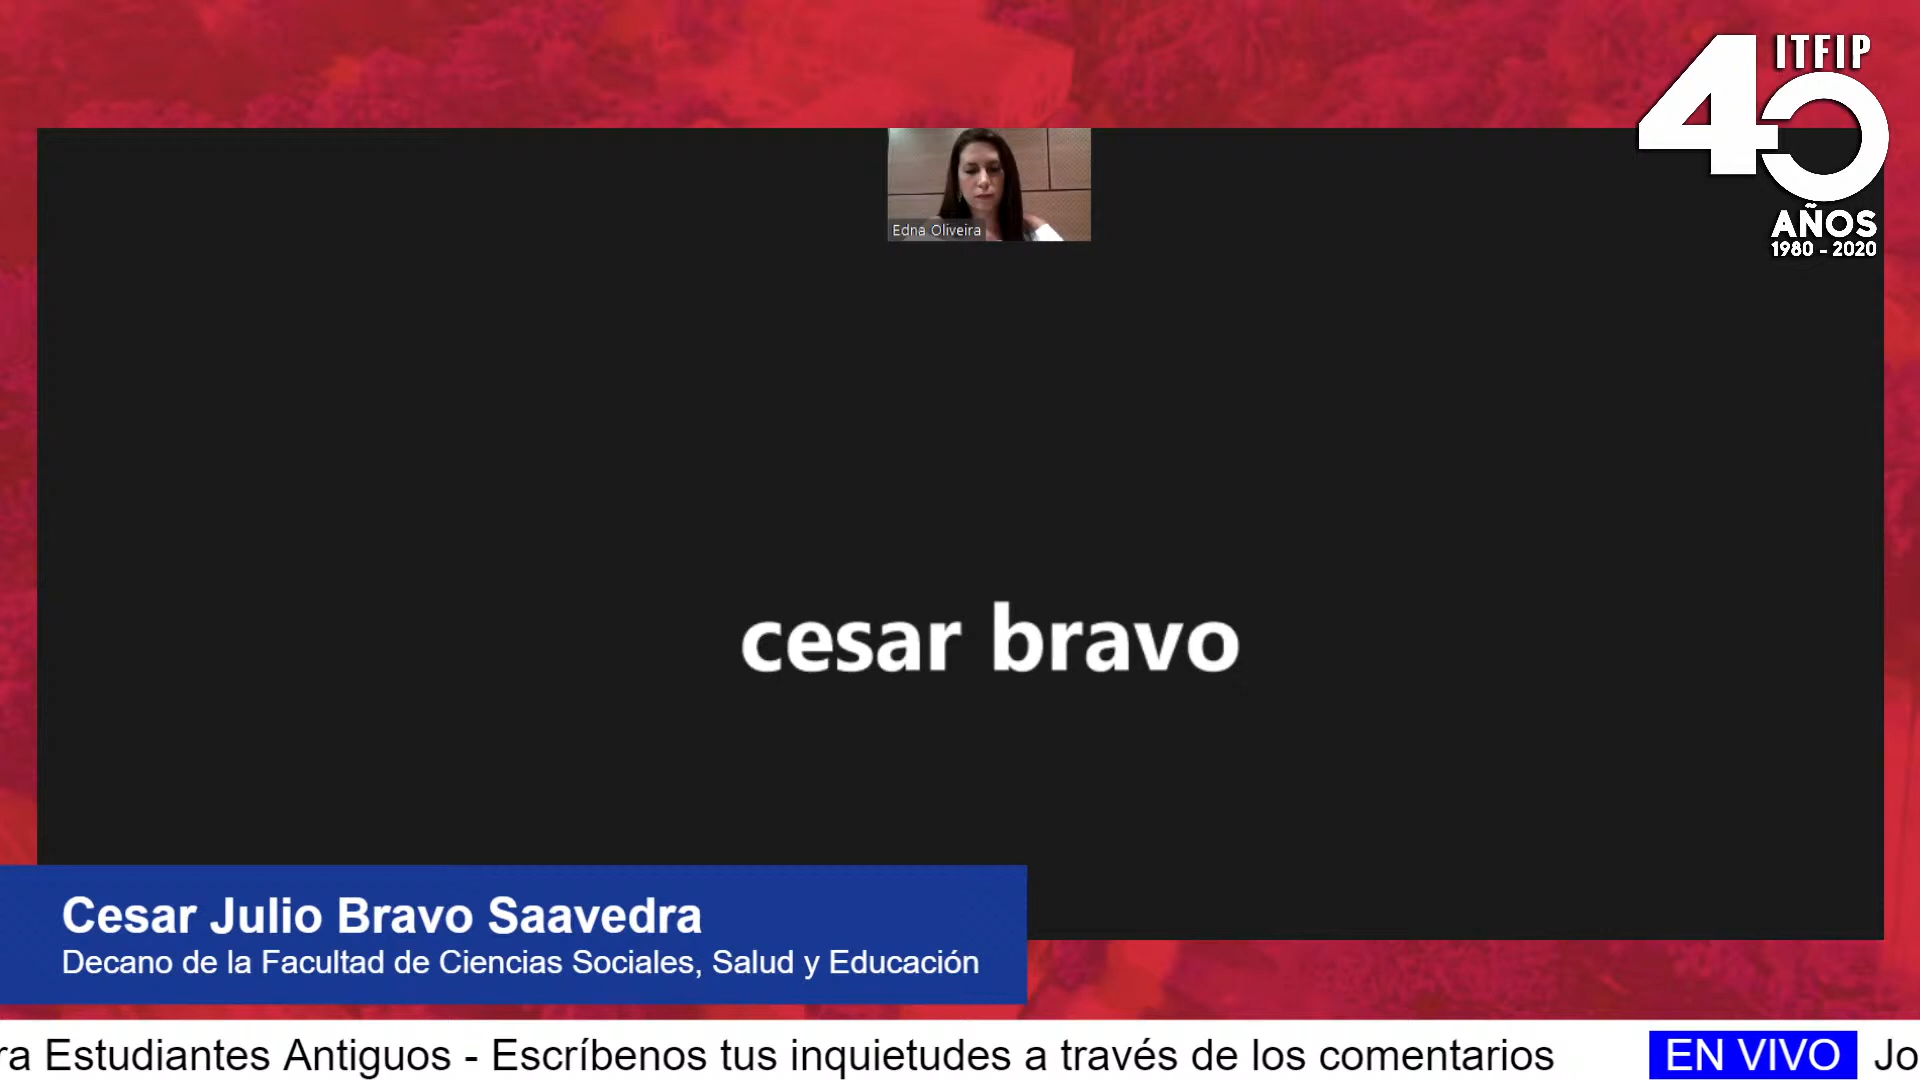 ITFIP
40
AÑOS
1980 - 2020
Edna Oliveira
cesar bravo
Cesar Julio Bravo Saavedra
Decano de la Facultad de Ciencias Sociales, Salud y Educación
ra Estudiantes Antiguos - Escríbenos tus inquietudes a través de los comentarios
EN VIVO
Jo